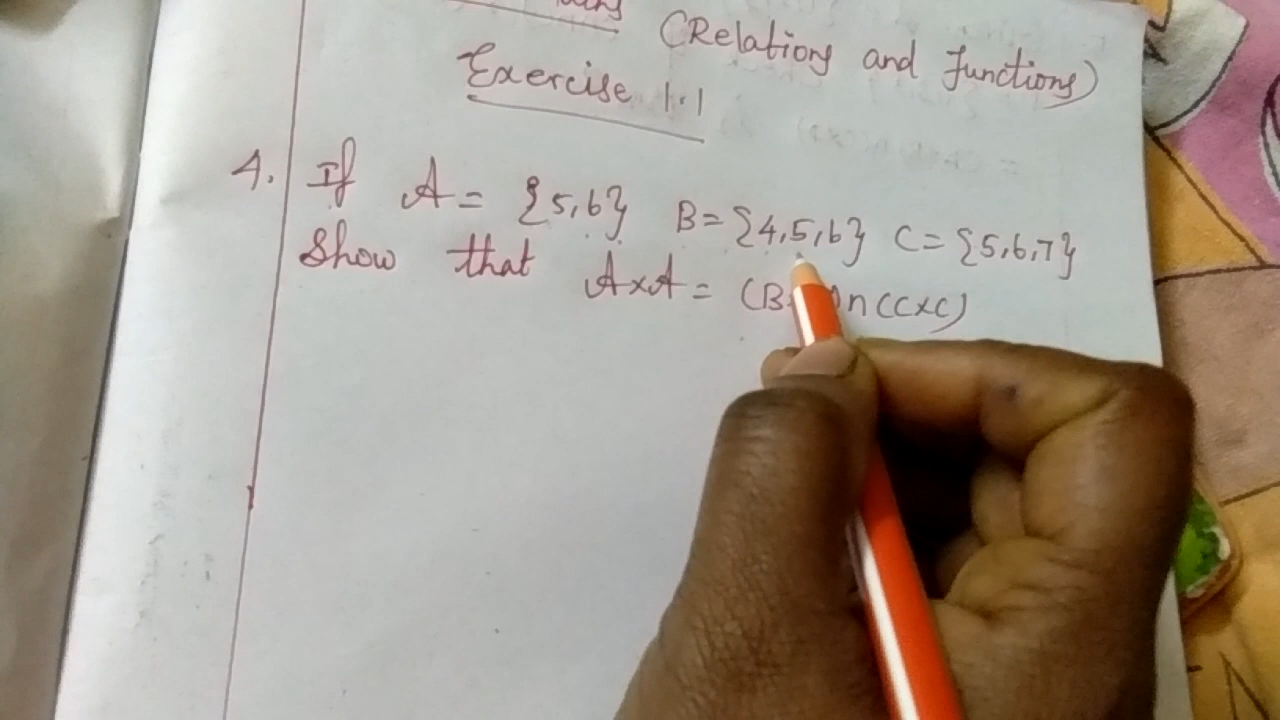 (Relations and functions)
Exercise 1.1
4. If A = {5,6} B = {4,5,6} C = {5,6,7}
Show that A×A = (B )∩(C×C)